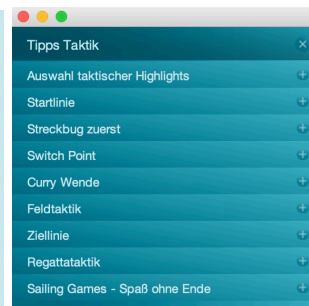 Tipps Taktik
Auswahl taktischer Highlights
Startlinie
Streckbug zuerst
Switch Point
Curry Wende
Feldtaktik
Ziellinie
Regattataktik
Sailing Games - Spaß ohne Ende